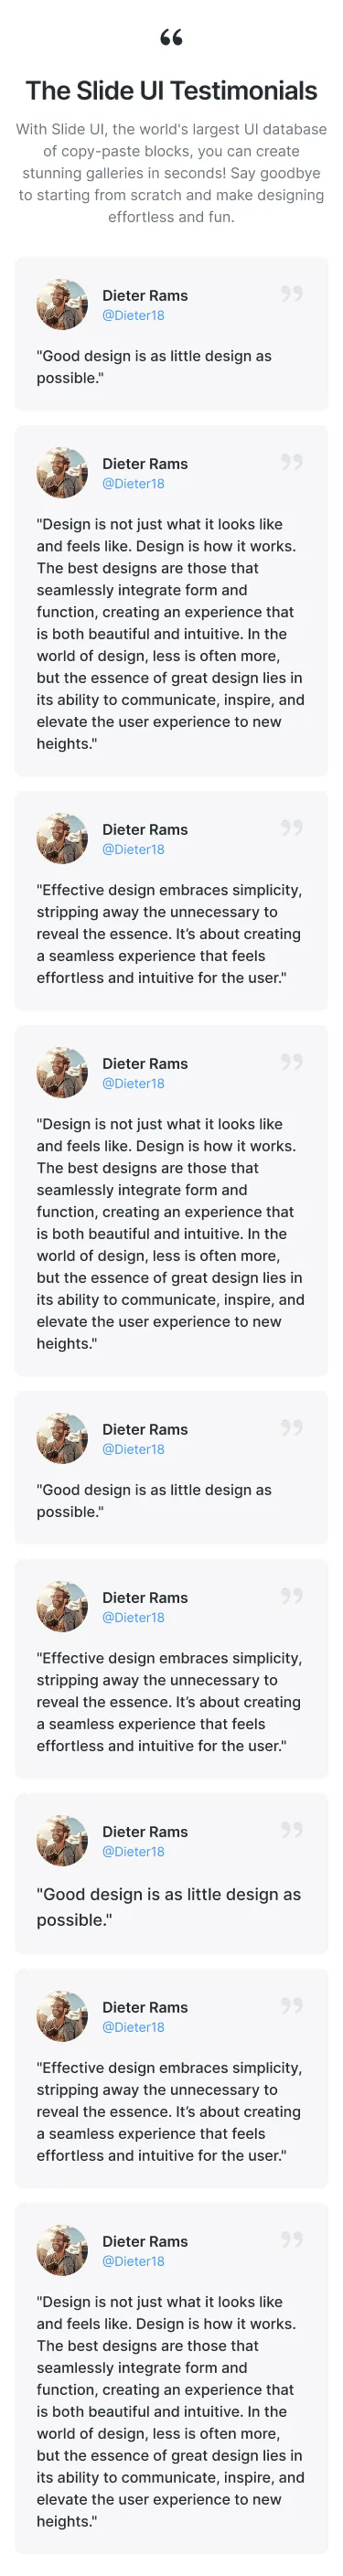 “
The Slide UI Testimonials
With Slide UI, the world's largest UI database
of copy-paste blocks, you can create
stunning galleries in seconds! Say goodbye
to starting from scratch and make designing
effortless and fun.
Dieter Rams ”
@Dieter18
"Good design is as little design as
possible."
Dieter Rams ”
@Dieter18
"Design is not just what it looks like
and feels like. Design is how it works.
The best designs are those that
seamlessly integrate form and
function, creating an experience that
is both beautiful and intuitive. In the
world of design, less is often more,
but the essence of great design lies in
its ability to communicate, inspire, and
elevate the user experience to new
heights."
Dieter Rams ”
@Dieter18
"Effective design embraces simplicity,
stripping away the unnecessary to
reveal the essence. It’s about creating
a seamless experience that feels
effortless and intuitive for the user."
Dieter Rams ”
@Dieter18
"Design is not just what it looks like
and feels like. Design is how it works.
The best designs are those that
seamlessly integrate form and
function, creating an experience that
is both beautiful and intuitive. In the
world of design, less is often more,
but the essence of great design lies in
its ability to communicate, inspire, and
elevate the user experience to new
heights."
Dieter Rams ”
@Dieter18
"Good design is as little design as
possible."
Dieter Rams ”
@Dieter18
"Effective design embraces simplicity,
stripping away the unnecessary to
reveal the essence. It’s about creating
a seamless experience that feels
effortless and intuitive for the user."
Dieter Rams ”
@Dieter18
"Good design is as little design as
possible."
Dieter Rams ”
@Dieter18
"Effective design embraces simplicity,
stripping away the unnecessary to
reveal the essence. It’s about creating
a seamless experience that feels
effortless and intuitive for the user."
Dieter Rams ”
@Dieter18
"Design is not just what it looks like
and feels like. Design is how it works.
The best designs are those that
seamlessly integrate form and
function, creating an experience that
is both beautiful and intuitive. In the
world of design, less is often more,
but the essence of great design lies in
its ability to communicate, inspire, and
elevate the user experience to new
heights."